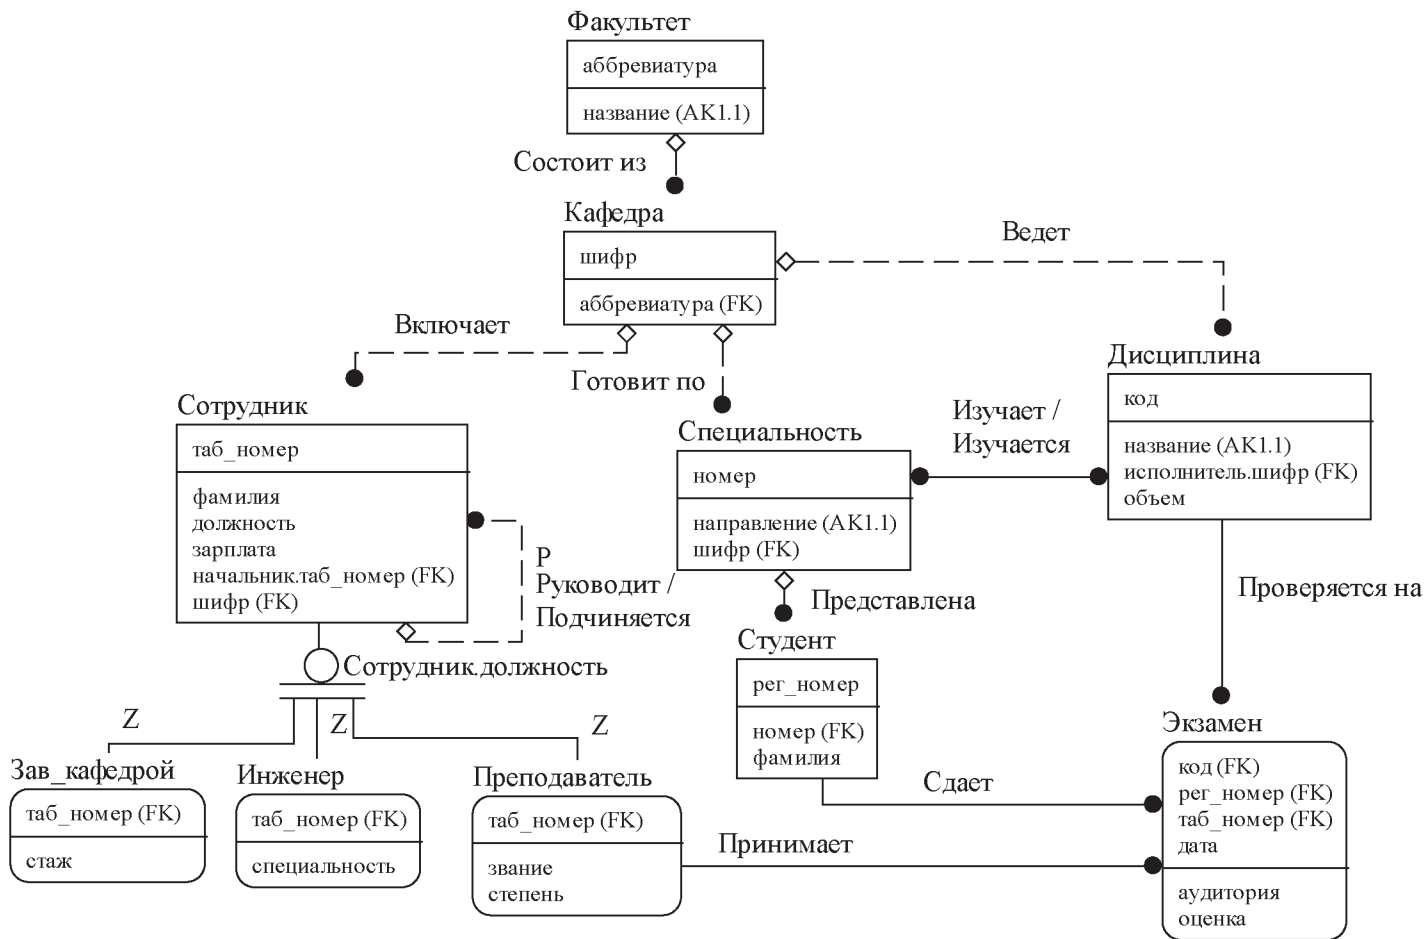 Факультет
аббревиатура
название (AK1.1)
Состоит из
Кафедра
шифр
аббревиатура (FK)
Ведет
Включает
Готовит по
Сотрудник
таб_номер
фамилия
должность
зарплата
начальник.таб_номер (FK)
шифр (FK)
Р
Руководит /
Подчиняется
Специальность
номер
направление (AK1.1)
шифр (FK)
Изучает /
Изучается
Дисциплина
код
название (AK1.1)
исполнитель.шифр (FK)
объем
Проверяется на
Представлена
Студент
рег_номер
номер (FK)
фамилия
Сотрудник.должность
Z
Z
Z
Зав_кафедрой
таб_номер (FK)
стаж
Инженер
таб_номер (FK)
специальность
Преподаватель
таб_номер (FK)
звание
степень
Сдает
Принимает
Экзамен
код (FK)
рег_номер (FK)
таб_номер (FK)
дата
аудитория
оценка